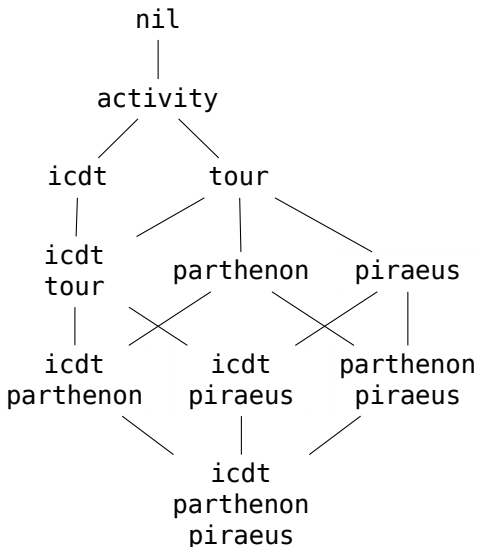 nil
activity
icdt
tour
icdt
tour
parthenon
piraeus
icdt
parthenon
icdt
piraeus
parthenon
piraeus
icdt
parthenon
piraeus